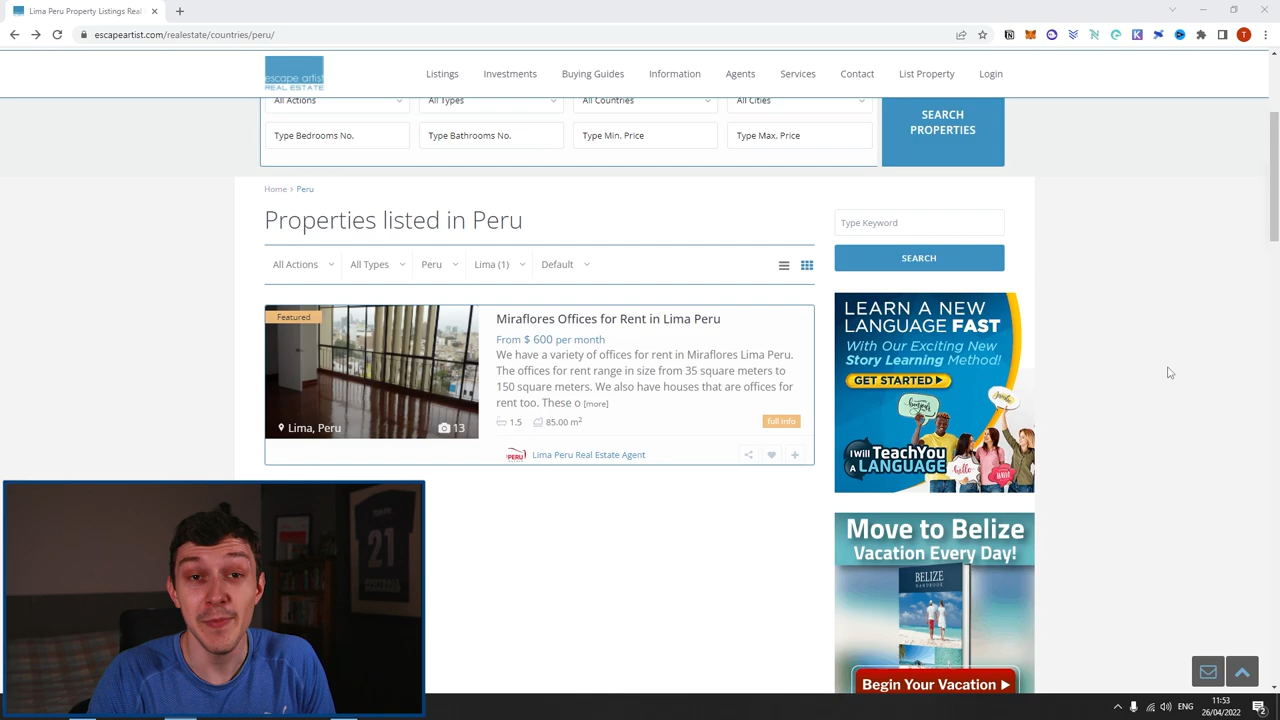 Lima Peru Property Listings Real
escapeartist.com/realestate/countries/peru/
T
escape artist
REAL ESTATE
Listings
Investments
Buying Guides
Information
Agents
Services
Contact
List Property
Login
All Actions
All Types
All Countries
All Cities
SEARCH
PROPERTIES
Type Bedrooms No.
Type Bathrooms No.
Type Min. Price
Type Max. Price
Home > Peru
Properties listed in Peru
Type Keyword
SEARCH
All Actions
All Types
Peru
Lima (1)
Default
Featured
Lima, Peru
13
Miraflores Offices for Rent in Lima Peru
From $ 600 per month
We have a variety of offices for rent in Miraflores Lima Peru.
The offices for rent range in size from 35 square meters to
150 square meters. We also have houses that are offices for
rent too. These o [more]
1.5
85.00 m²
full info
PERU
Lima Peru Real Estate Agent
LEARN A NEW
LANGUAGE FAST
With Our Exciting New
Story Learning Method!
GET STARTED
I Will
TEACH YOU
A LANGUAGE
hello
Move to Belize
Vacation Every Day!
BELIZE
HANDBOOK
Begin Your Vacation
21
ENG
11:53
26/04/2022
2